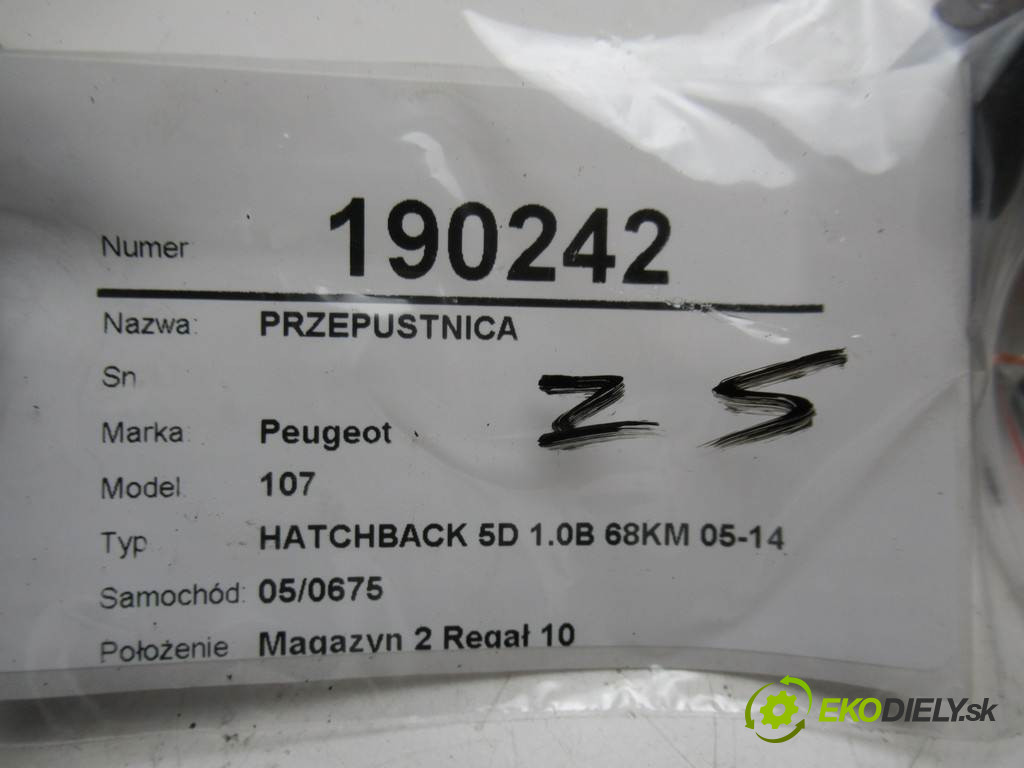 Numer 190242
Nazwa: PRZEPUSTNICA
Sn
Z S
Marka: Peugeot
Model 107
Typ HATCHBACK 5D 1.0B 68KM 05-14
Samochód: 05/0675
Położenie Magazyn 2 Regał 10
EKODIELY.sk